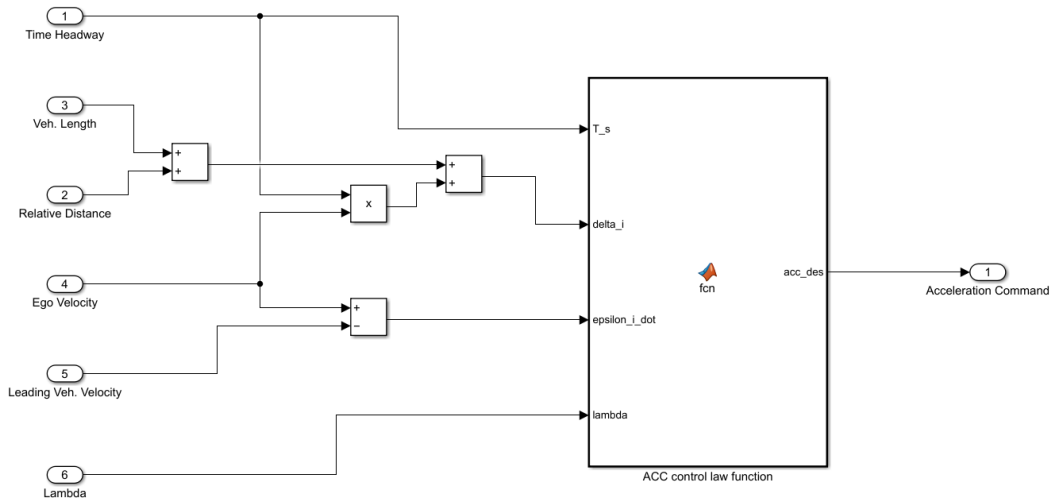 1
Time Headway
3
Veh. Length
+
+
2
Relative Distance
+
+
x
4
Ego Velocity
+
−
5
Leading Veh. Velocity
6
Lambda
T_s
delta_i
epsilon_i_dot
lambda
fcn
acc_des
ACC control law function
1
Acceleration Command